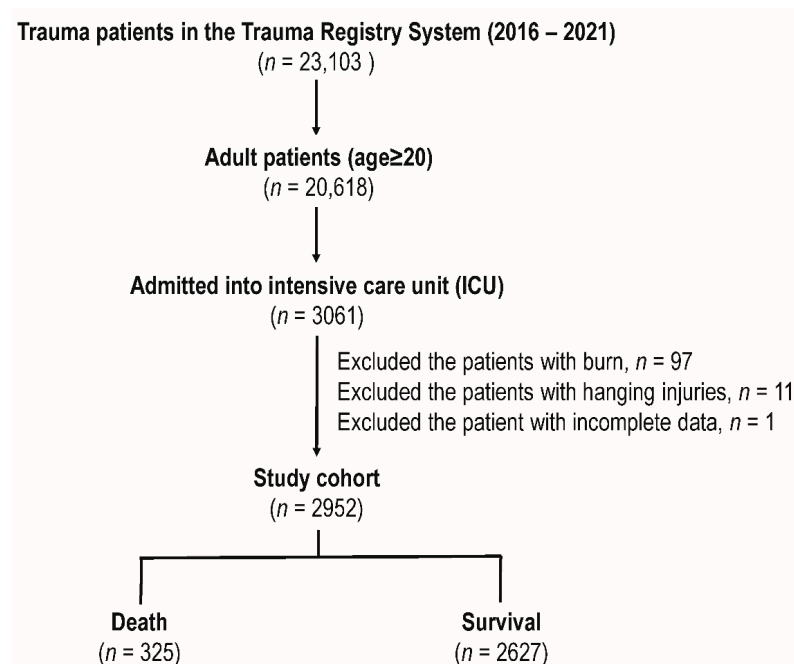 Trauma patients in the Trauma Registry System (2016 – 2021)
(n = 23,103 )
Adult patients (age≥20)
(n = 20,618)
Admitted into intensive care unit (ICU)
(n = 3061)
Excluded the patients with burn, n = 97
Excluded the patients with hanging injuries, n = 11
Excluded the patient with incomplete data, n = 1
Study cohort
(n = 2952)
Death
(n = 325)
Survival
(n = 2627)